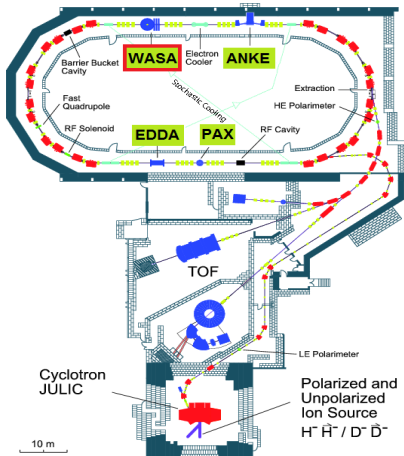 Barrier Bucket
Cavity
WASA
Electron
Cooler
ANKE
Stochastic Cooling
Extraction
HE Polarimeter
Fast
Quadrupole
RF Solenoid
EDDA
PAX
RF Cavity
TOF
LE Polarimeter
Cyclotron
JULIC
Polarized and
Unpolarized
Ion Source
H⁻ H⃗⁻ / D⁻ D⃗⁻
10 m